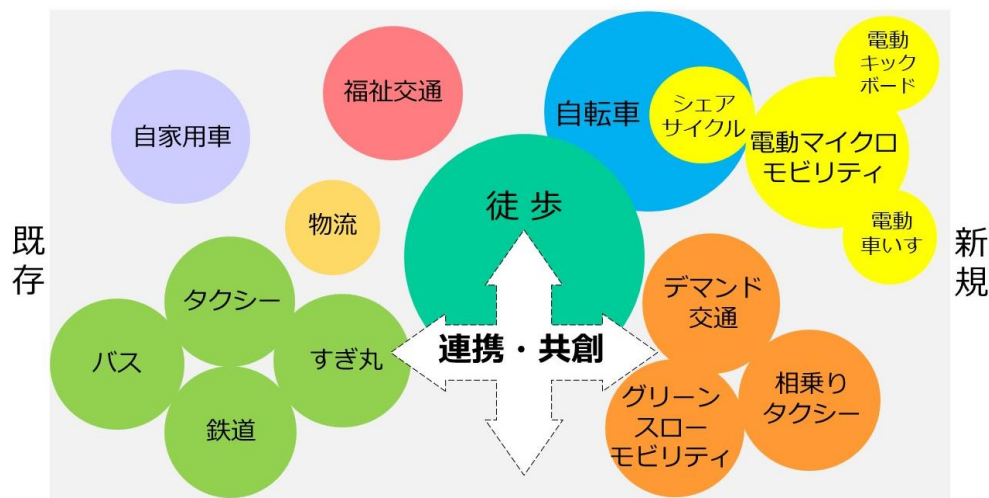 既
存
自家用車
福祉交通
物流
タクシー
バス
すぎ丸
鉄道
徒 歩
連携・共創
自転車
シェア
サイクル
電動
キック
ボード
電動マイクロ
モビリティ
電動
車いす
デマンド
交通
グリーン
スロー
モビリティ
相乗り
タクシー
新
規